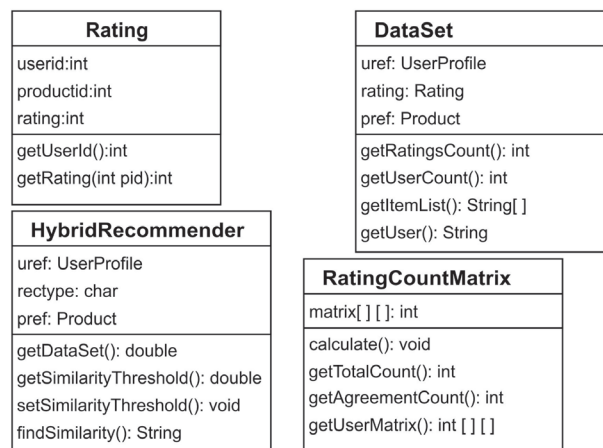 Rating
userid:int
productid:int
rating:int
getUserId():int
getRating(int pid):int
DataSet
uref: UserProfile
rating: Rating
pref: Product
getRatingsCount(): int
getUserCount(): int
getItemList(): String[ ]
getUser(): String
HybridRecommender
uref: UserProfile
rectype: char
pref: Product
getDataSet(): double
getSimilarityThreshold(): double
setSimilarityThreshold(): void
findSimilarity(): String
RatingCountMatrix
matrix[ ] [ ]: int
calculate(): void
getTotalCount(): int
getAgreementCount(): int
getUserMatrix(): int [ ] [ ]